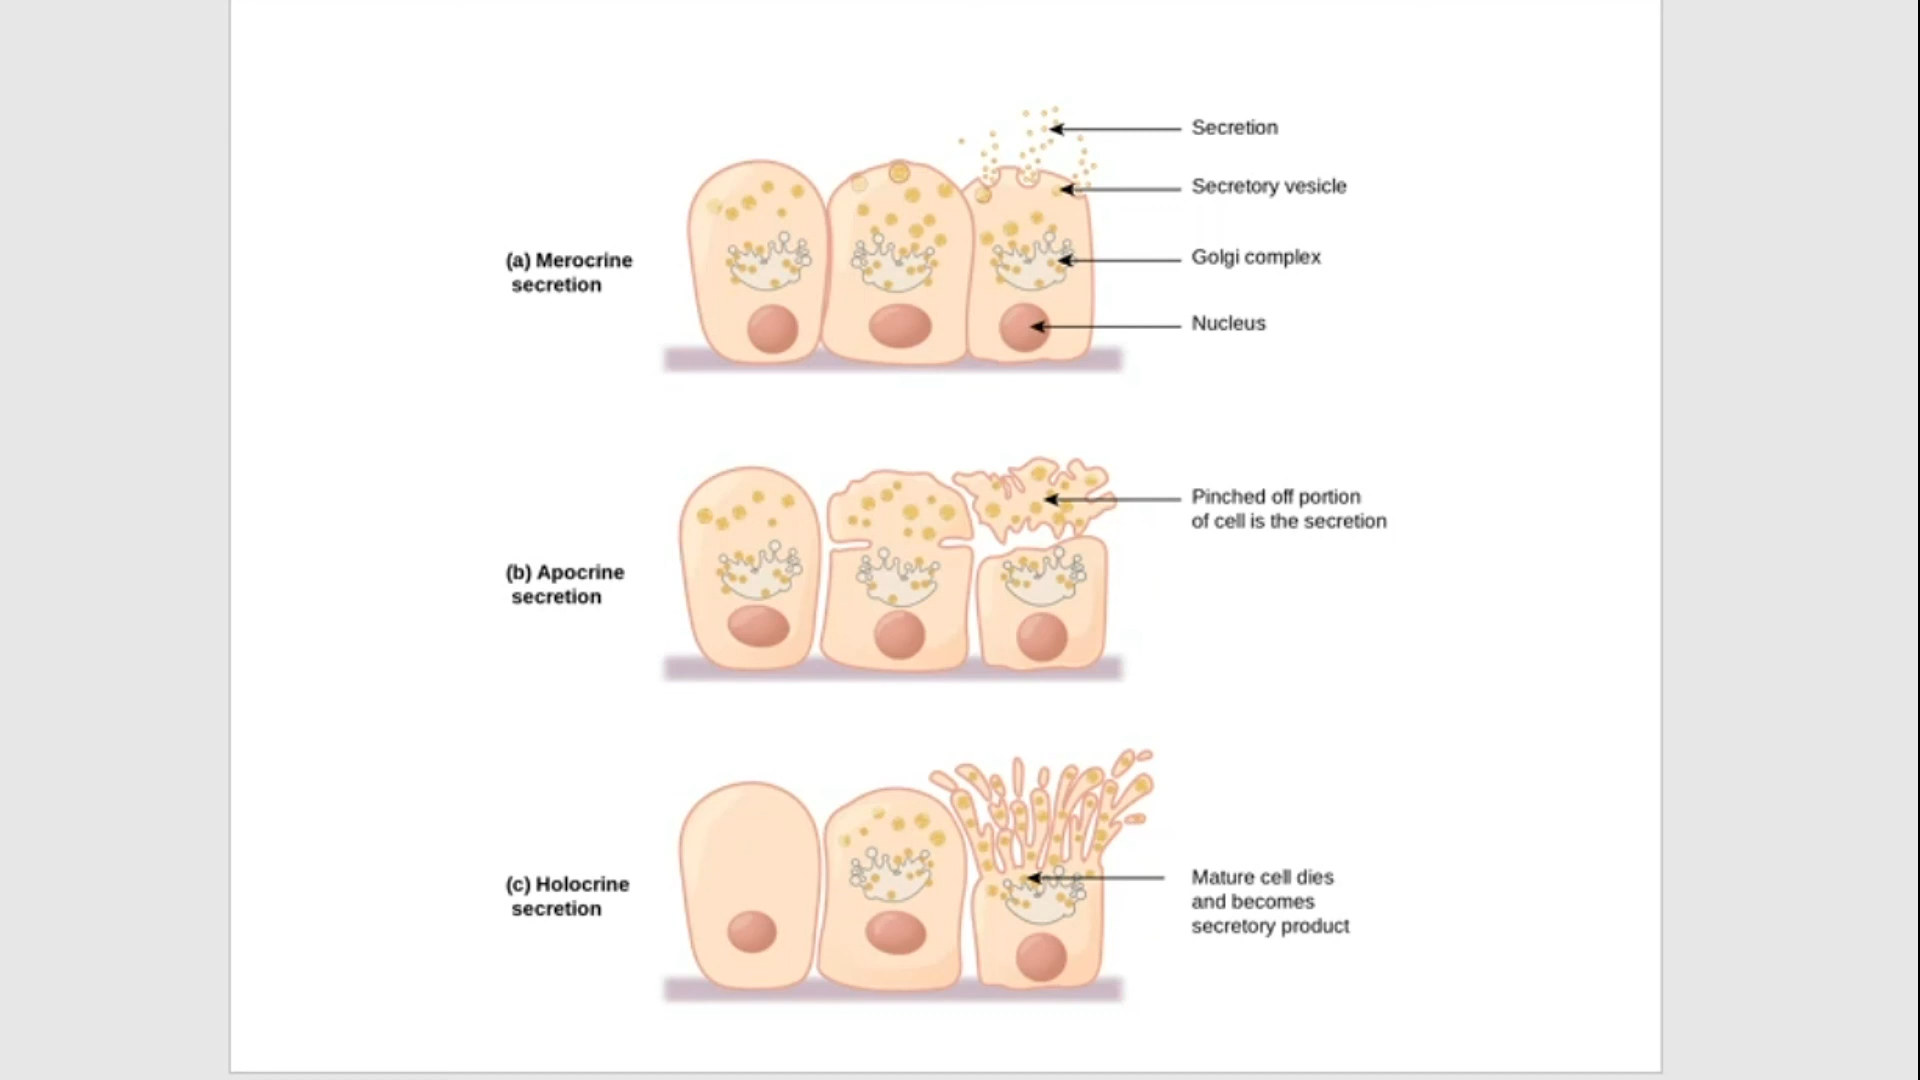 Secretion
Secretory vesicle
(a) Merocrine
secretion
Golgi complex
Nucleus
Pinched off portion
of cell is the secretion
(b) Apocrine
secretion
(c) Holocrine
secretion
Mature cell dies
and becomes
secretory product